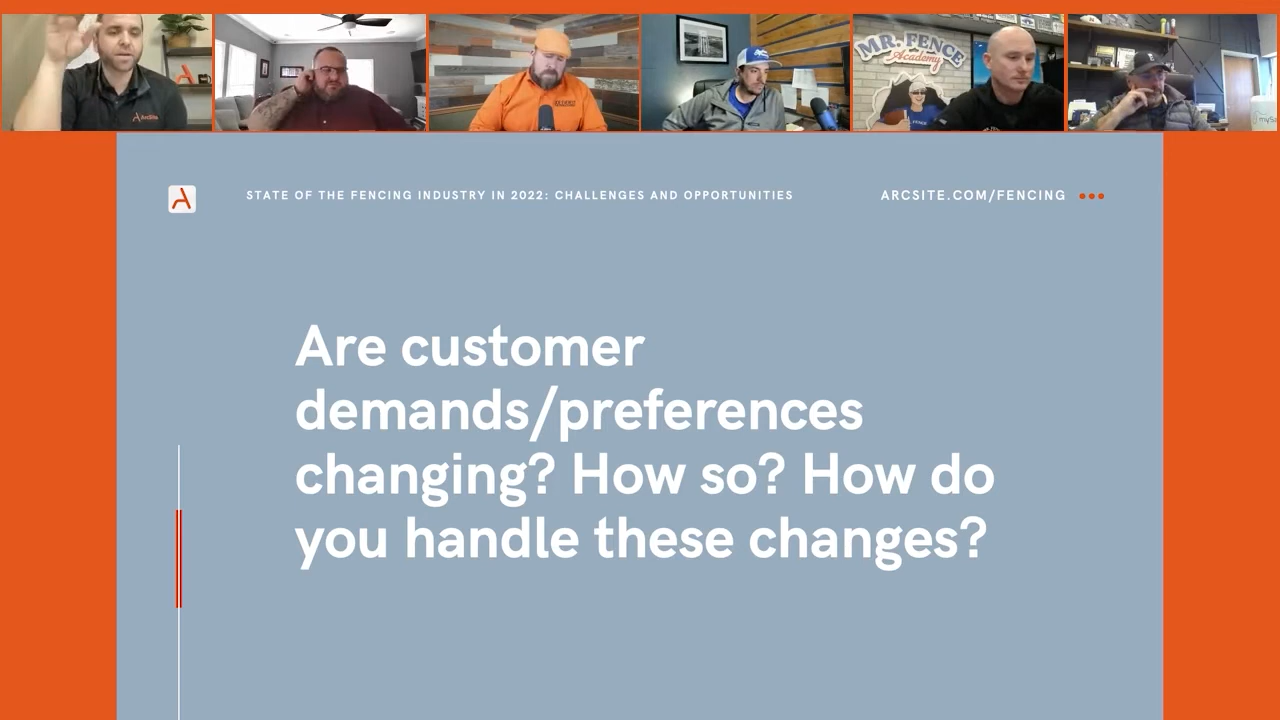 ArcSite
MR. FENCE
Academy
FENCE
STATE OF THE FENCING INDUSTRY IN 2022: CHALLENGES AND OPPORTUNITIES
ARCSITE.COM/FENCING
Are customer
demands/preferences
changing? How so? How do
you handle these changes?